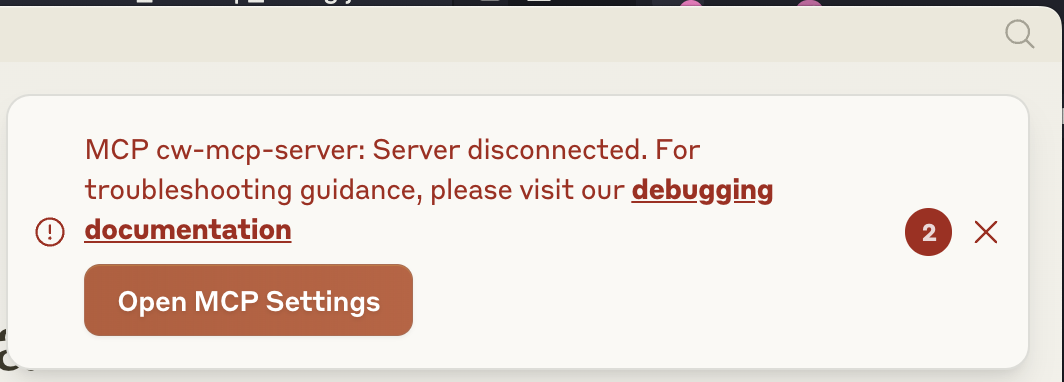 MCP cw-mcp-server: Server disconnected. For
troubleshooting guidance, please visit our debugging
documentation
2
Open MCP Settings